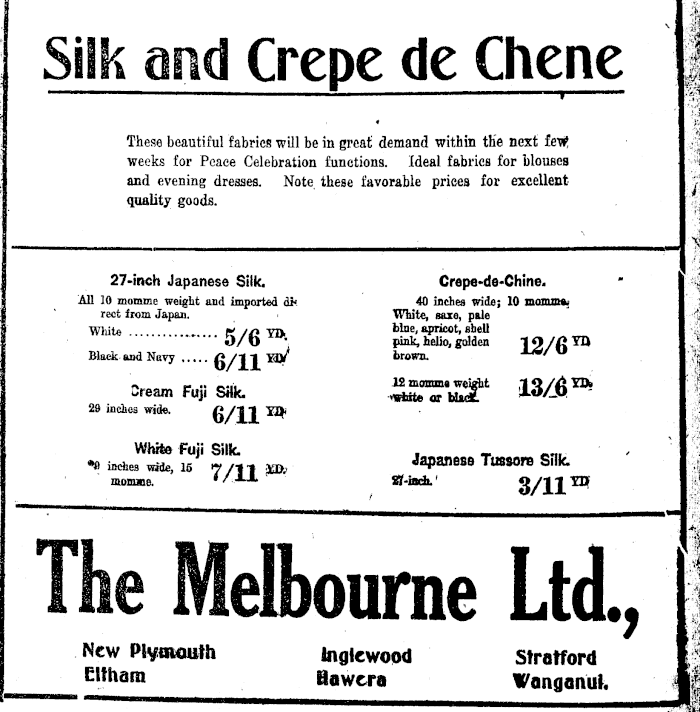 Silk and Crepe de Chene
These beautiful fabrics will be in great demand within the next few
weeks for Peace Celebration functions. Ideal fabrics for blouses
and evening dresses. Note these favorable prices for excellent
quality goods.
27-inch Japanese Silk.
All 10 momme weight and imported di-
rect from Japan.
White ................ 5/6 YD.
Black and Navy ..... 6/11 YD.
Cream Fuji Silk.
29 inches wide. 6/11 YD.
White Fuji Silk.
inches wide, 15 7/11 YD.
momme.
Crepe-de-Chine.
40 inches wide; 10 momme.
White, saxe, pale
blue, apricot, shell
pink, helio, golden 12/6 YD
brown.
12 momme weight 13/6 YD.
white or black.
Japanese Tussore Silk.
27-inch. 3/11 YD
The Melbourne Ltd.,
New Plymouth Inglewood Stratford
Eltham Hawera Wanganui.